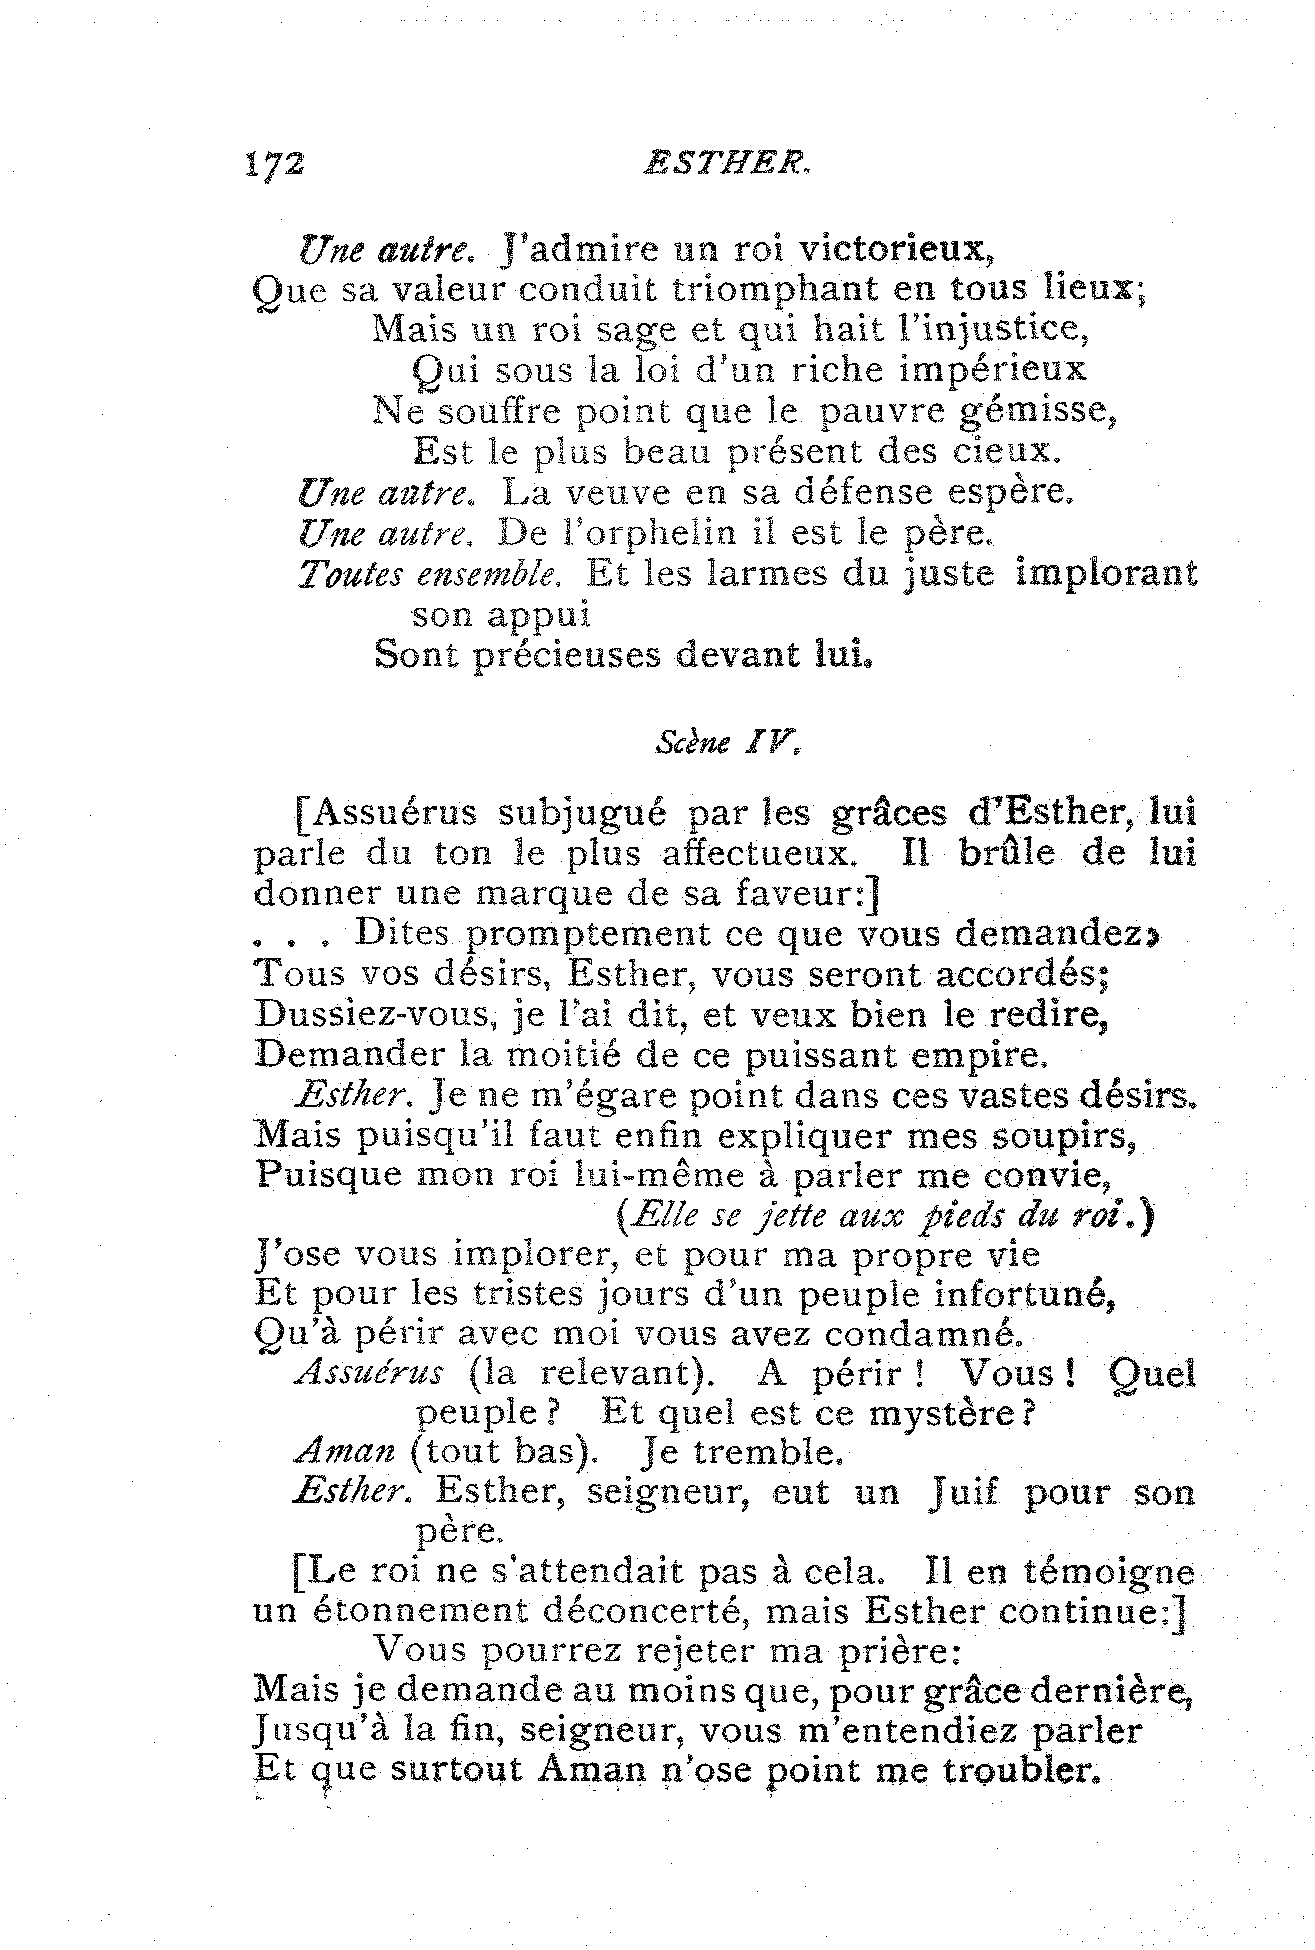 172 ESTHER.
Une autre. J'admire un roi victorieux,
Que sa valeur conduit triomphant en tous lieux;
Mais un roi sage et qui hait l'injustice,
Qui sous la loi d'un riche impérieux
Ne souffre point que le pauvre gémisse,
Est le plus beau présent des cieux.
Une autre. La veuve en sa défense espère.
Une autre. De l'orphelin il est le père.
Toutes ensemble. Et les larmes du juste implorant
son appui
Sont précieuses devant lui.
Scène IV.
[Assuérus subjugué par les grâces d'Esther, lui
parle du ton le plus affectueux. Il brûle de lui
donner une marque de sa faveur:]
. . . Dites promptement ce que vous demandez,
Tous vos désirs, Esther, vous seront accordés;
Dussiez-vous, je l'ai dit, et veux bien le redire,
Demander la moitié de ce puissant empire.
Esther. Je ne m'égare point dans ces vastes désirs.
Mais puisqu'il faut enfin expliquer mes soupirs,
Puisque mon roi lui-même à parler me convie,
(Elle se jette aux pieds du roi.)
J'ose vous implorer, et pour ma propre vie
Et pour les tristes jours d'un peuple infortuné,
Qu'à périr avec moi vous avez condamné.
Assuérus (la relevant). A périr ! Vous ! Quel
peuple ? Et quel est ce mystère ?
Aman (tout bas). Je tremble.
Esther. Esther, seigneur, eut un Juif pour son
père.
[Le roi ne s'attendait pas à cela. Il en témoigne
un étonnement déconcerté, mais Esther continue:]
Vous pourrez rejeter ma prière:
Mais je demande au moins que, pour grâce dernière,
Jusqu'à la fin, seigneur, vous m'entendiez parler
Et que surtout Aman n'ose point me troubler.